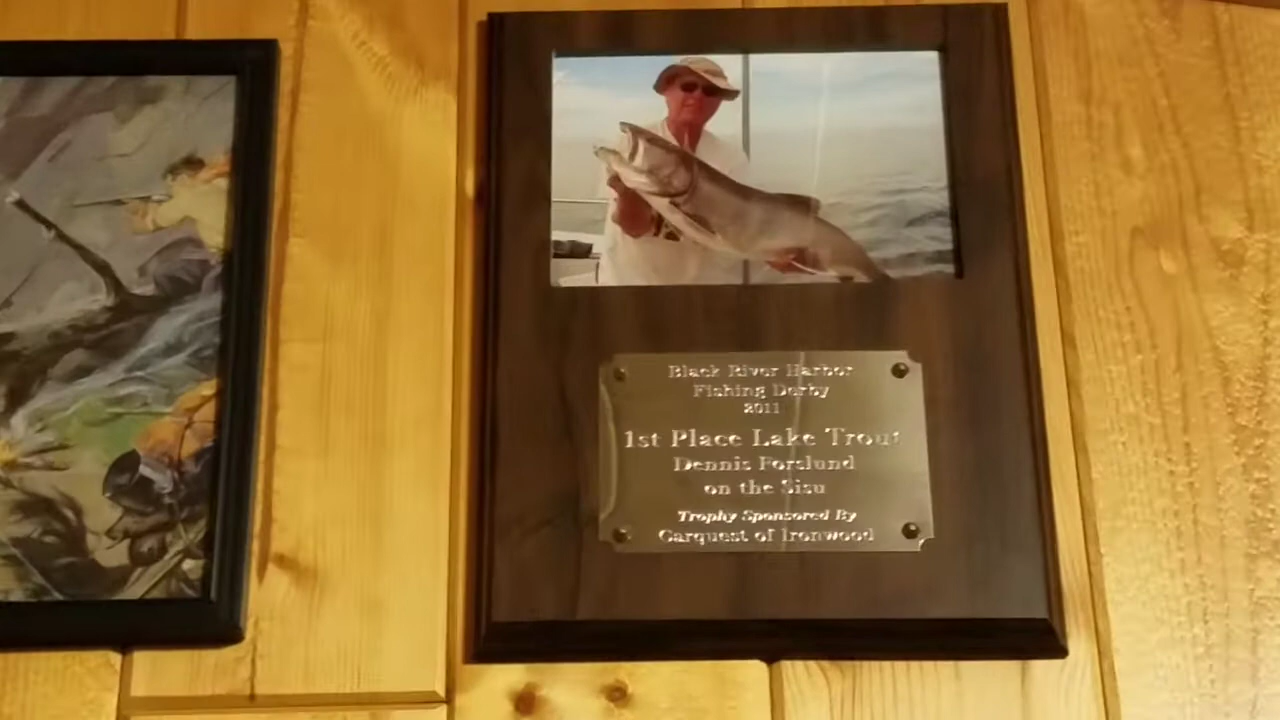 Black River Harbor
Fishing Derby
2011
1st Place Lake Trout
Dennis Forslund
on the Sisu
Trophy Sponsored By
Carquest of Ironwood